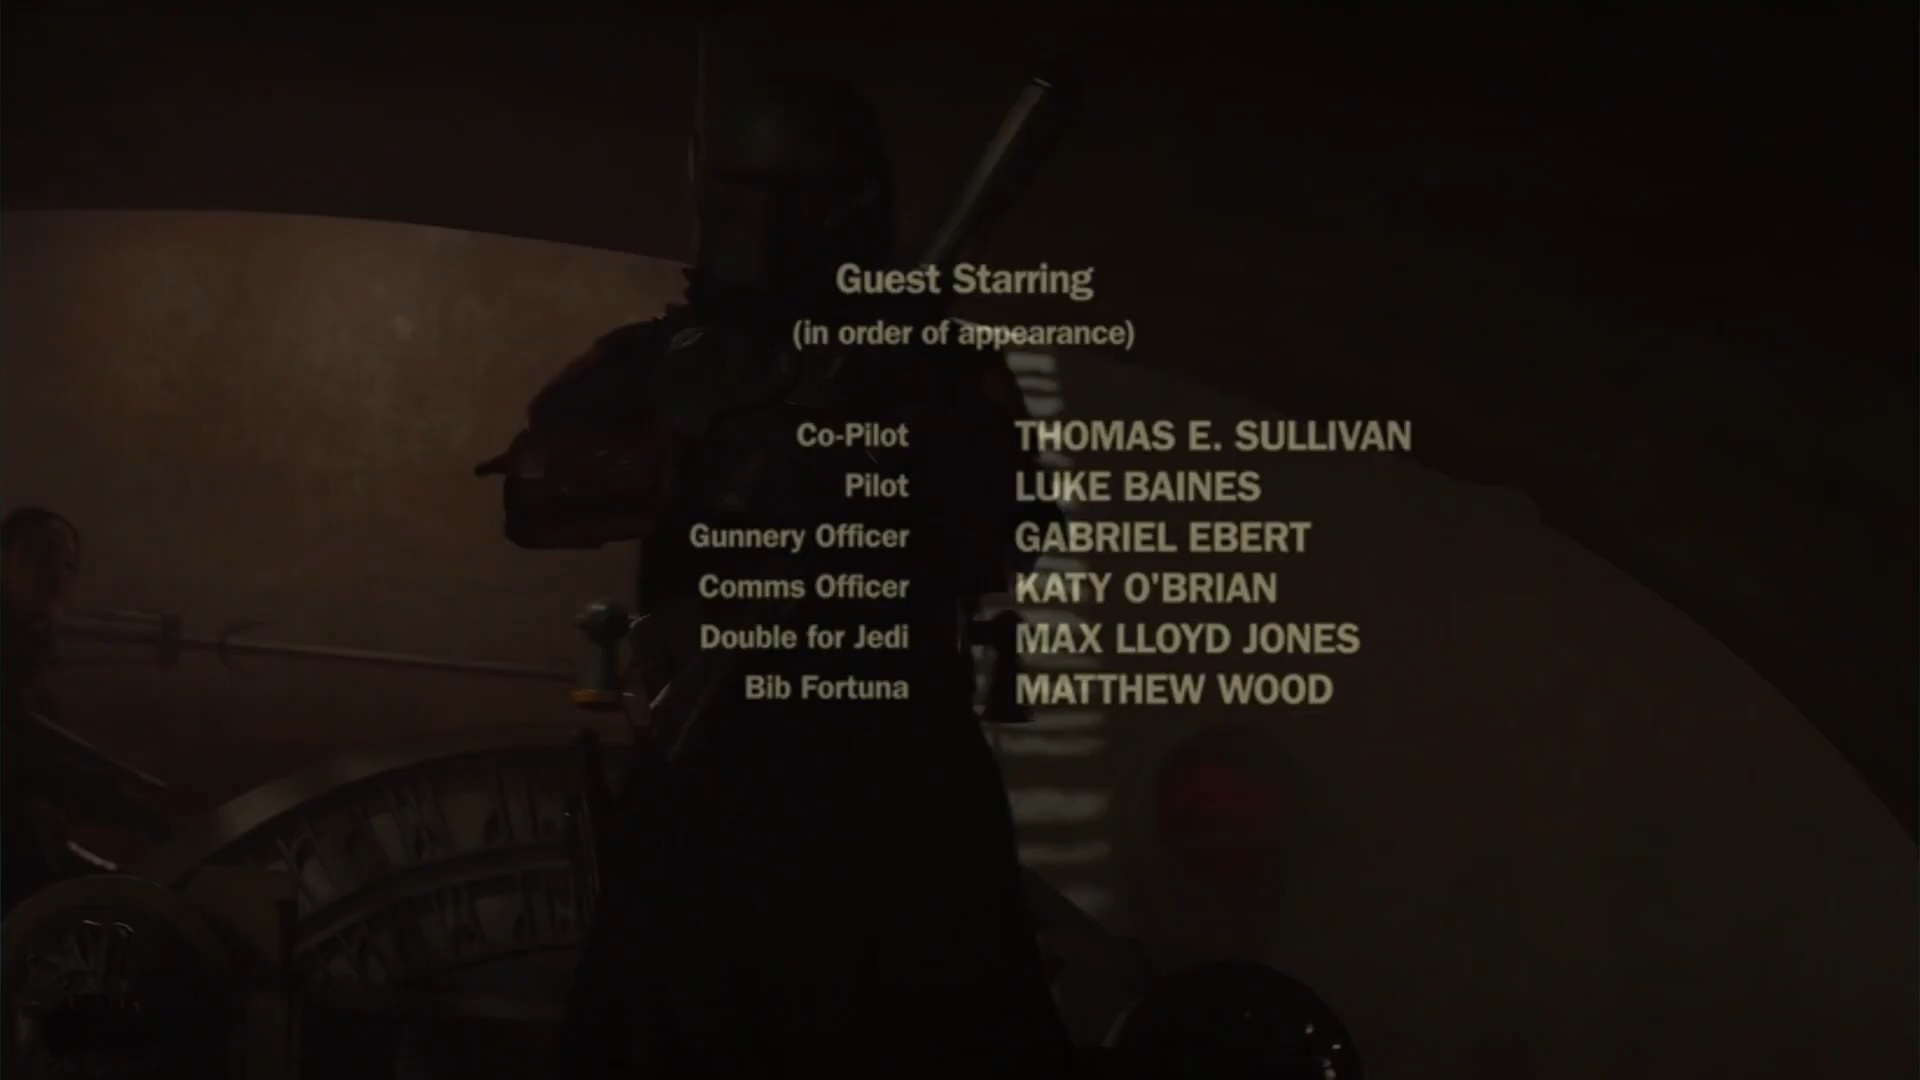 Guest Starring
(in order of appearance)
Co-Pilot THOMAS E. SULLIVAN
Pilot LUKE BAINES
Gunnery Officer GABRIEL EBERT
Comms Officer KATY O'BRIAN
Double for Jedi MAX LLOYD JONES
Bib Fortuna MATTHEW WOOD